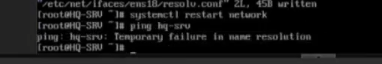 "/etc/net/ifaces/ens18/resolv.conf" 2L, 45B written
[root@HQ-SRV ~]# systemctl restart network
[root@HQ-SRV ~]# ping hq-srv
ping: hq-srv: Temporary failure in name resolution
[root@HQ-SRV ~]#